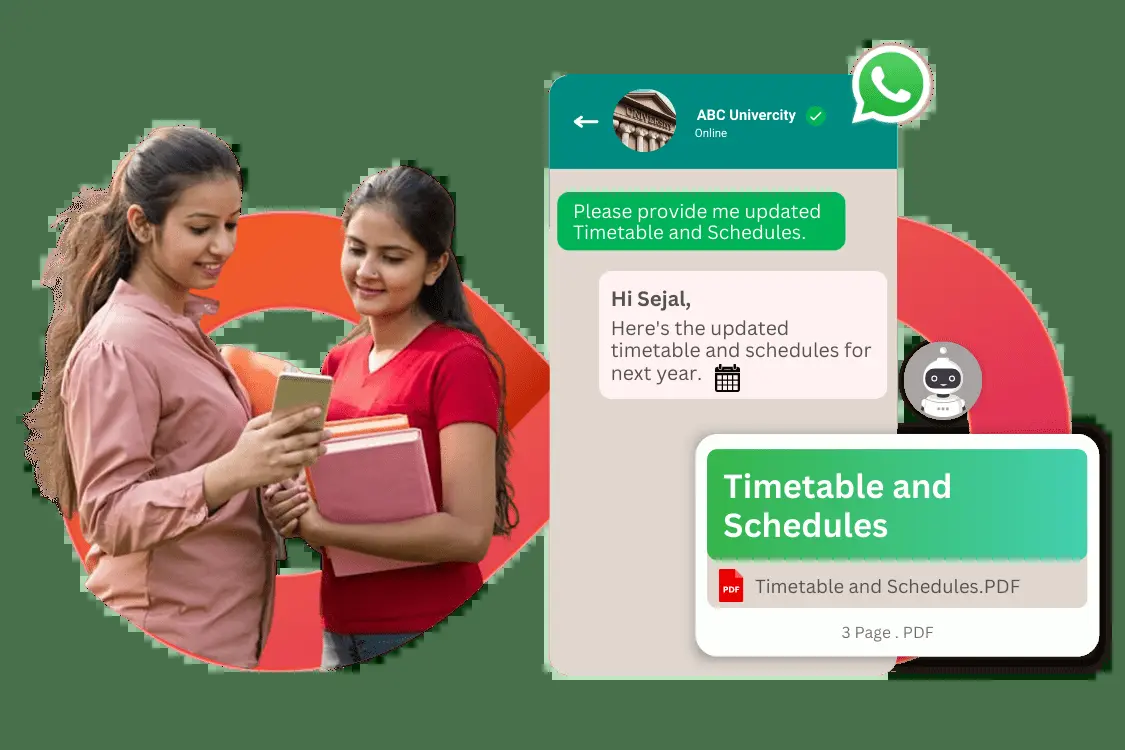 UNIVERSITY
ABC Univercity
Online
Please provide me updated
Timetable and Schedules.
Hi Sejal,
Here's the updated
timetable and schedules for
next year.
Timetable and
Schedules
PDF
Timetable and Schedules.PDF
3 Page . PDF